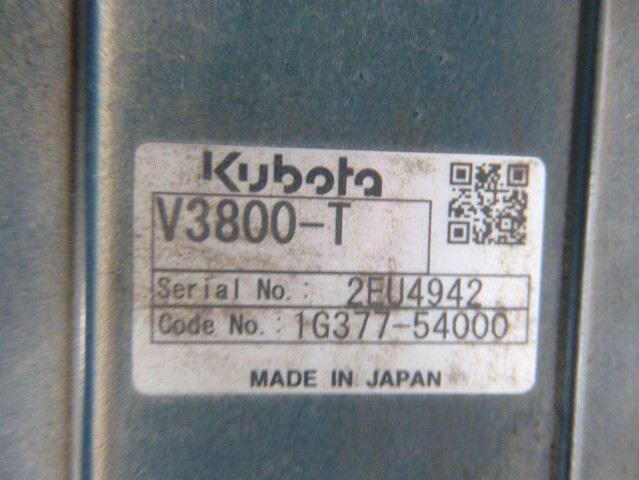 Kubota
V3800-T
Serial No.: 2EU4942
Code No.: 1G377-54000
MADE IN JAPAN